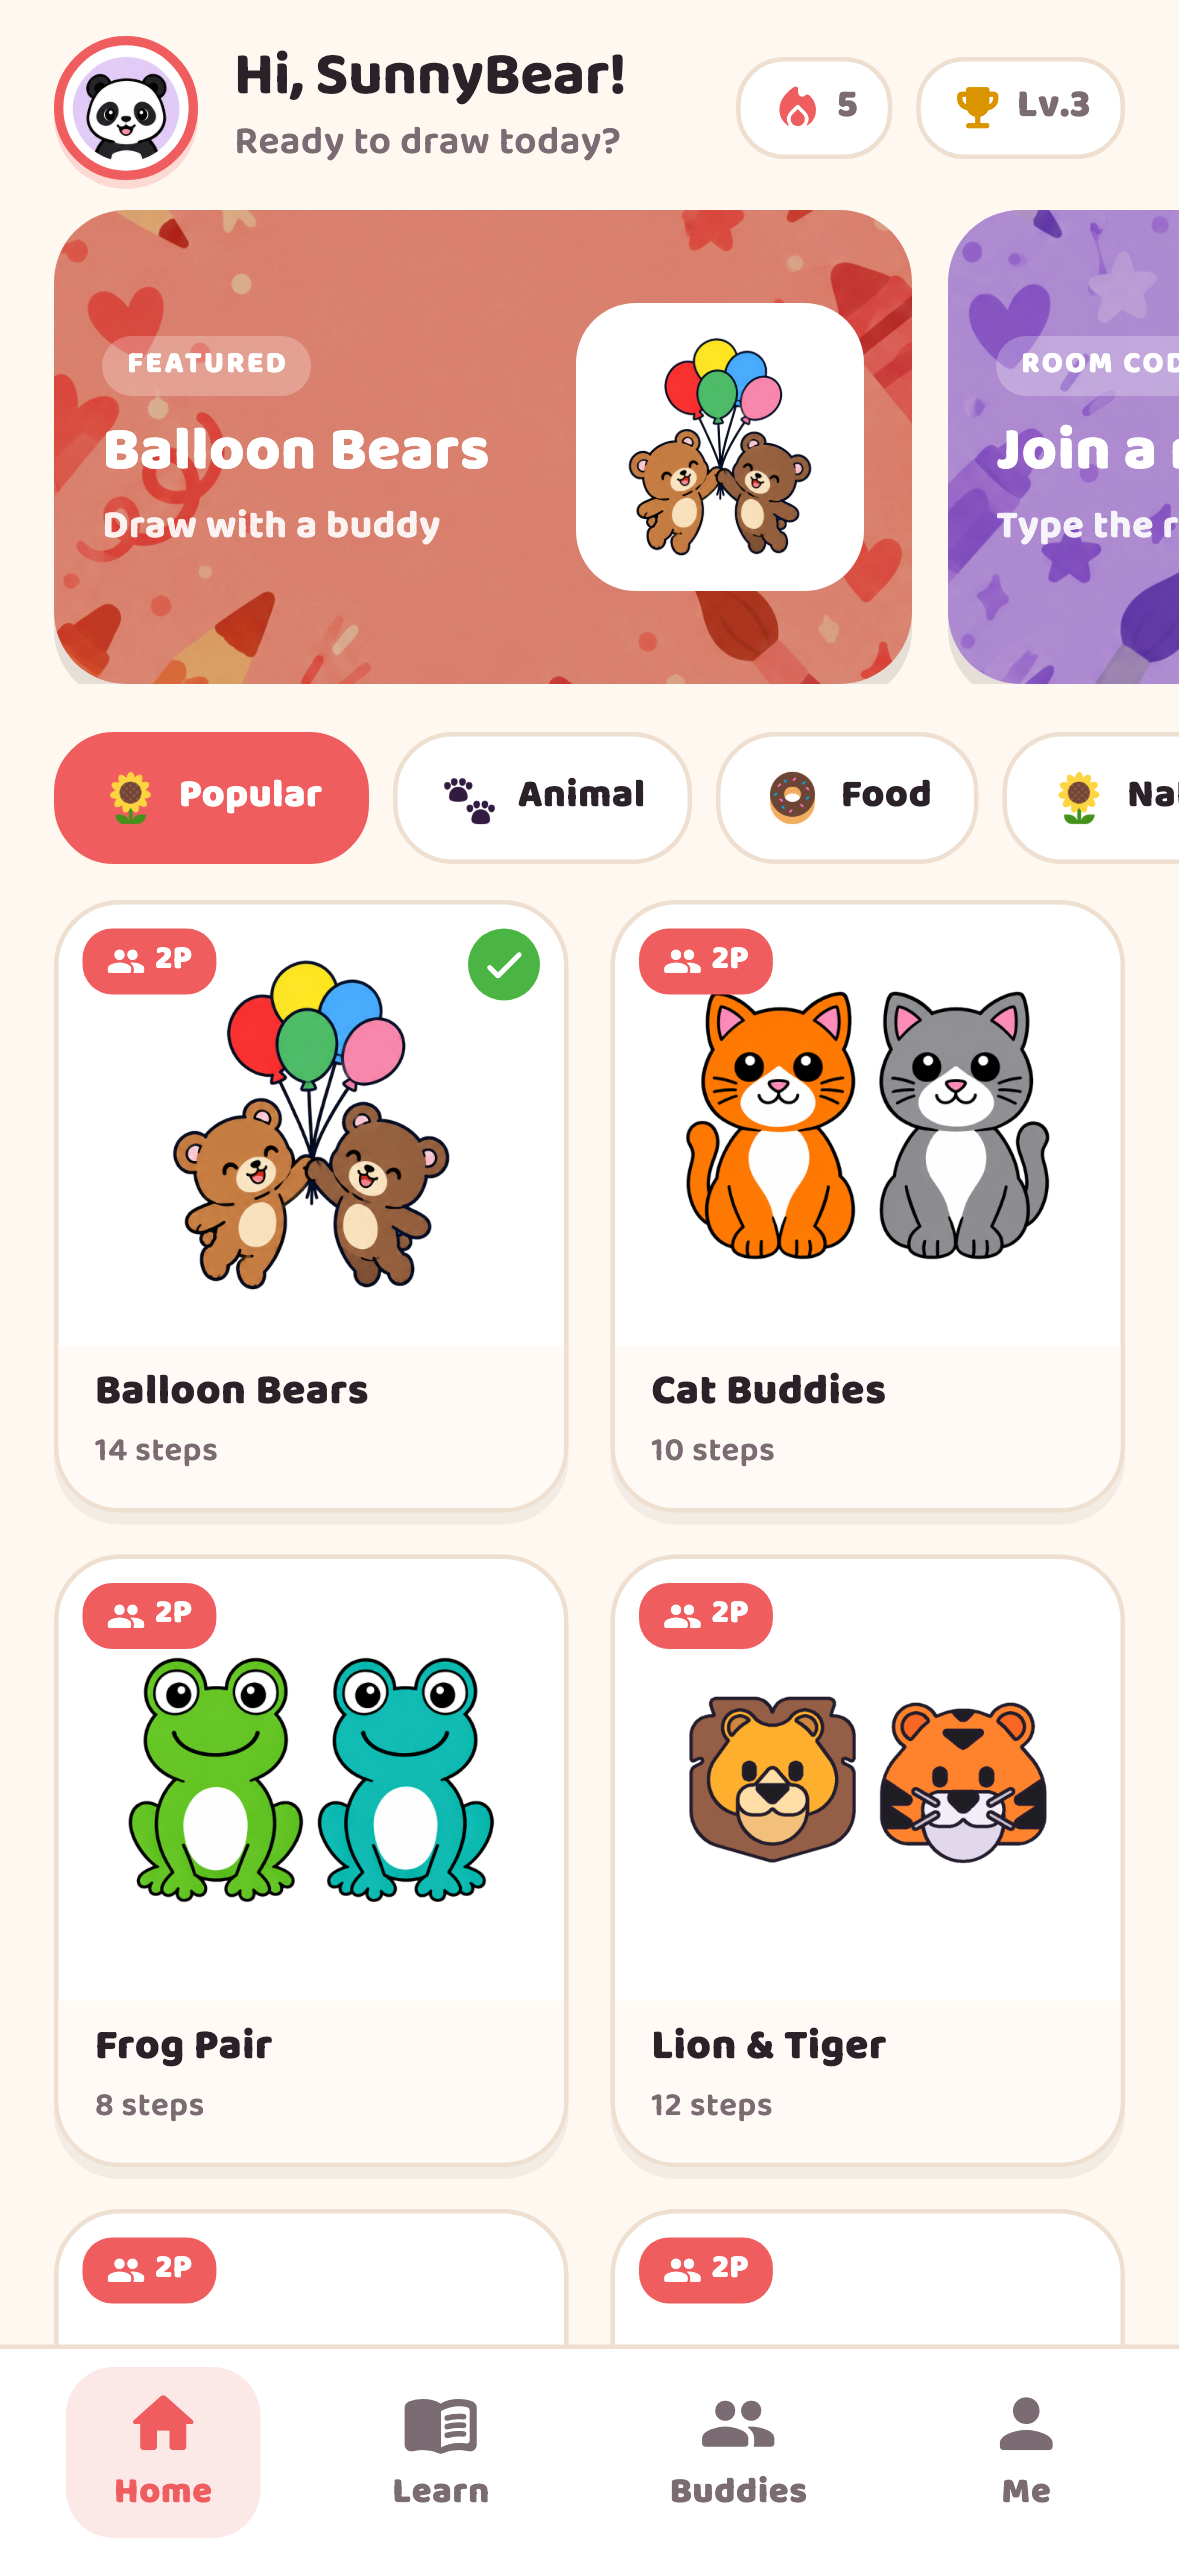 Hi, SunnyBear!
Ready to draw today?
5
Lv.3
FEATURED
Balloon Bears
Draw with a buddy
ROOM COD
Join a
Type the
Popular
Animal
Food
2P
2P
Balloon Bears
14 steps
Cat Buddies
10 steps
2P
2P
Frog Pair
8 steps
Lion & Tiger
12 steps
2P
2P
Home
Learn
Buddies
Me